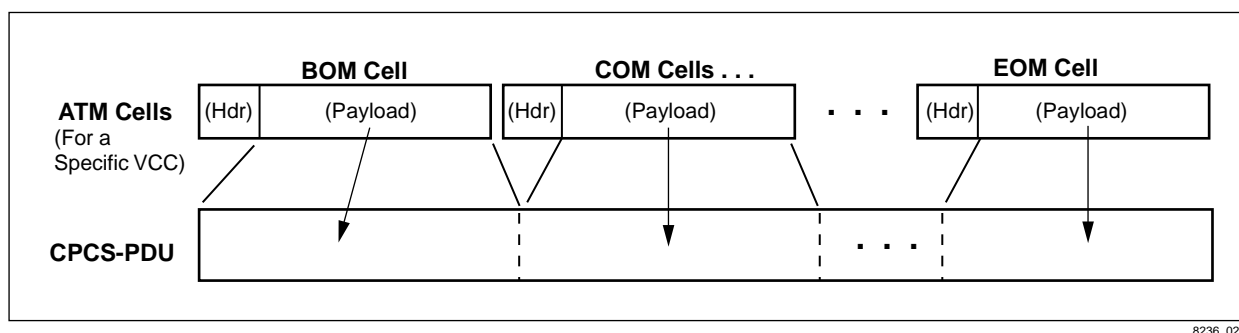 BOM Cell
COM Cells . . .
EOM Cell
ATM Cells
(For a
Specific VCC)
(Hdr)
(Payload)
(Hdr)
(Payload)
. . .
(Hdr)
(Payload)
CPCS-PDU
. . .
8236_02